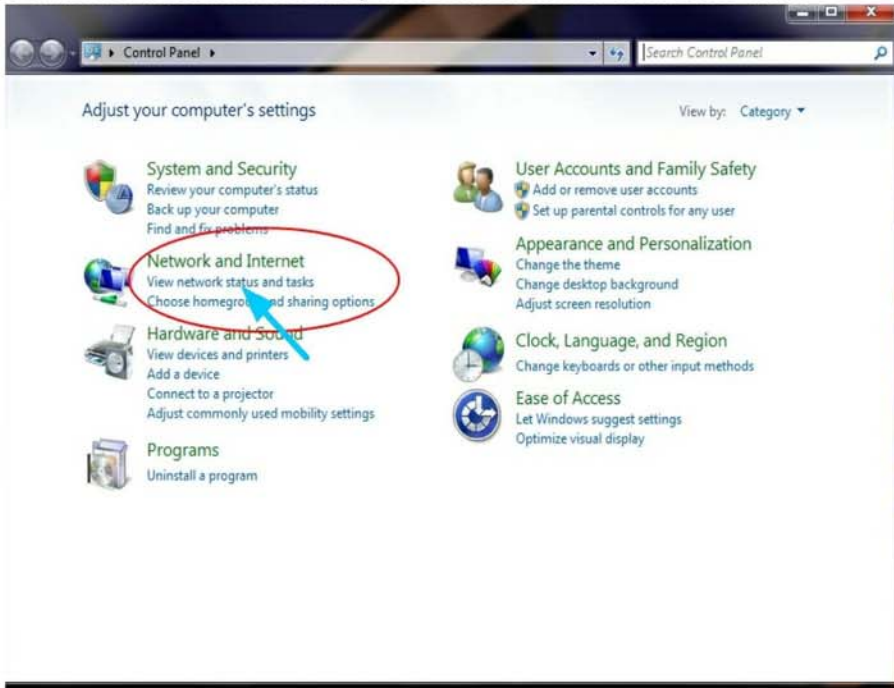 Control Panel
Search Control Panel
Adjust your computer's settings
View by: Category
System and Security
Review your computer's status
Back up your computer
Find and fix problems
Network and Internet
View network status and tasks
Choose homegroup and sharing options
Hardware and Sound
View devices and printers
Add a device
Connect to a projector
Adjust commonly used mobility settings
Programs
Uninstall a program
User Accounts and Family Safety
Add or remove user accounts
Set up parental controls for any user
Appearance and Personalization
Change the theme
Change desktop background
Adjust screen resolution
Clock, Language, and Region
Change keyboards or other input methods
Ease of Access
Let Windows suggest settings
Optimize visual display